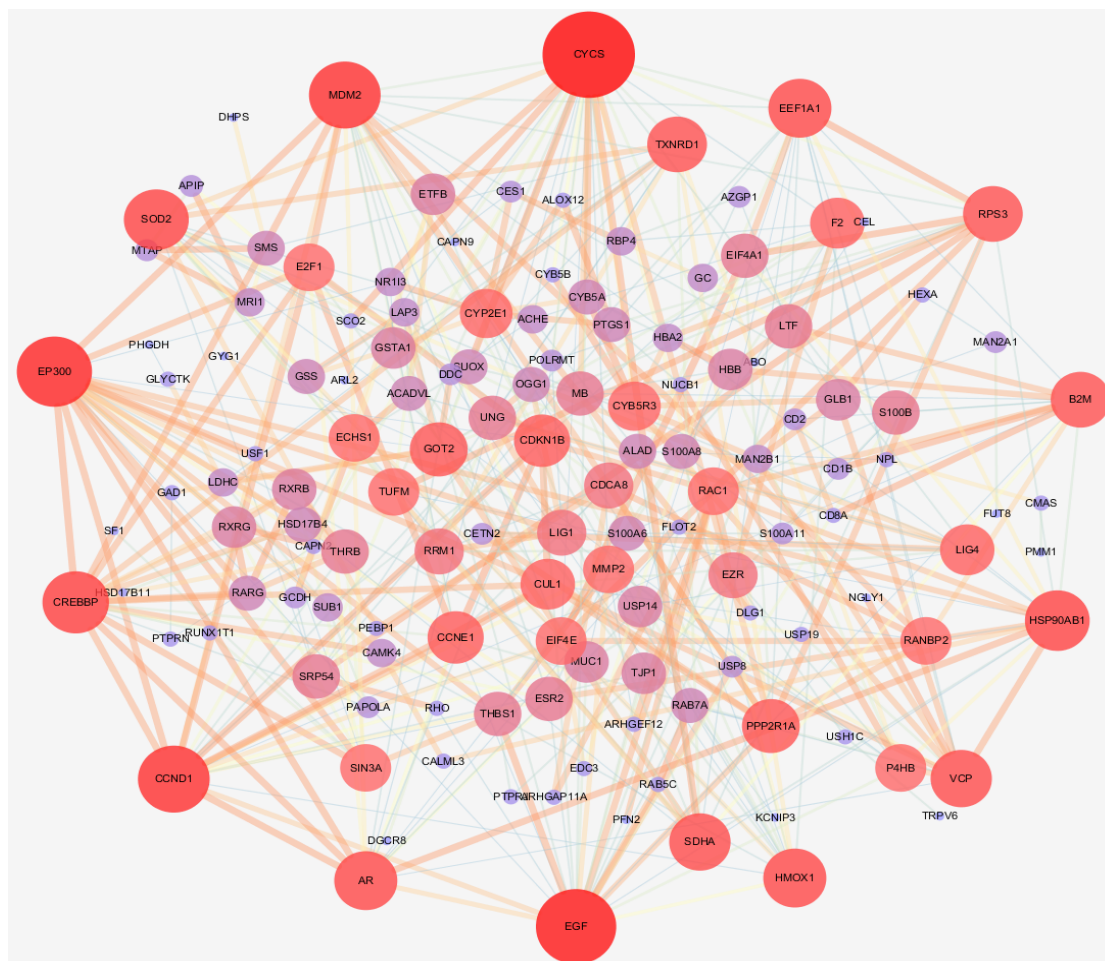 CYCS
MDM2
EEF1A1
DHPS
TXNRD1
APIP
ETFB
CES1
ALOX12
AZGP1
SOD2
F2
CEL
RPS3
MTAP
SMS
CAPN9
RBP4
EIF4A1
E2F1
CYB5B
GC
NR1I3
HEXA
MRI1
CYB5A
LAP3
CYP2E1
ACHE
PTGS1
SCO2
HBA2
LTF
PHGDH
GSTA1
MAN2A1
GYG1
POLRMT
ABO
EP300
GLYCTK
GSS
ARL2
DDC
CUOX
HBB
OGG1
NUCB1
ACADVL
MB
GLB1
B2M
CYB5R3
S100B
UNG
CD2
ECHS1
GOT2
CDKN1B
USF1
ALAD
S100A8
MAN2B1
NPL
CD1B
LDHC
RXRB
TUFM
CDCA8
RAC1
GAD1
CMAS
FUT8
CD8A
HSD17B4
SF1
RXRG
CETN2
LIG1
S100A6
FLOT2
S100A11
THRB
RRM1
LIG4
PMM1
MMP2
EZR
CUL1
HSD17B11
RARG
GCDH
NGLY1
CREBBP
SUB1
USP14
DLG1
HSP90AB1
PTPRN
RUNX1T1
PEBP1
CCNE1
EIF4E
USP19
RANBP2
CAMK4
MUC1
SRP54
TJP1
USP8
ESR2
PAPOLA
RHO
THBS1
RAB7A
ARHGEF12
PPP2R1A
USH1C
CALML3
SIN3A
EDC3
P4HB
VCP
CCND1
RAB5C
ARHGAP11A
TRPV6
PFN2
KCNIP3
DGCR8
SDHA
AR
HMOX1
EGF